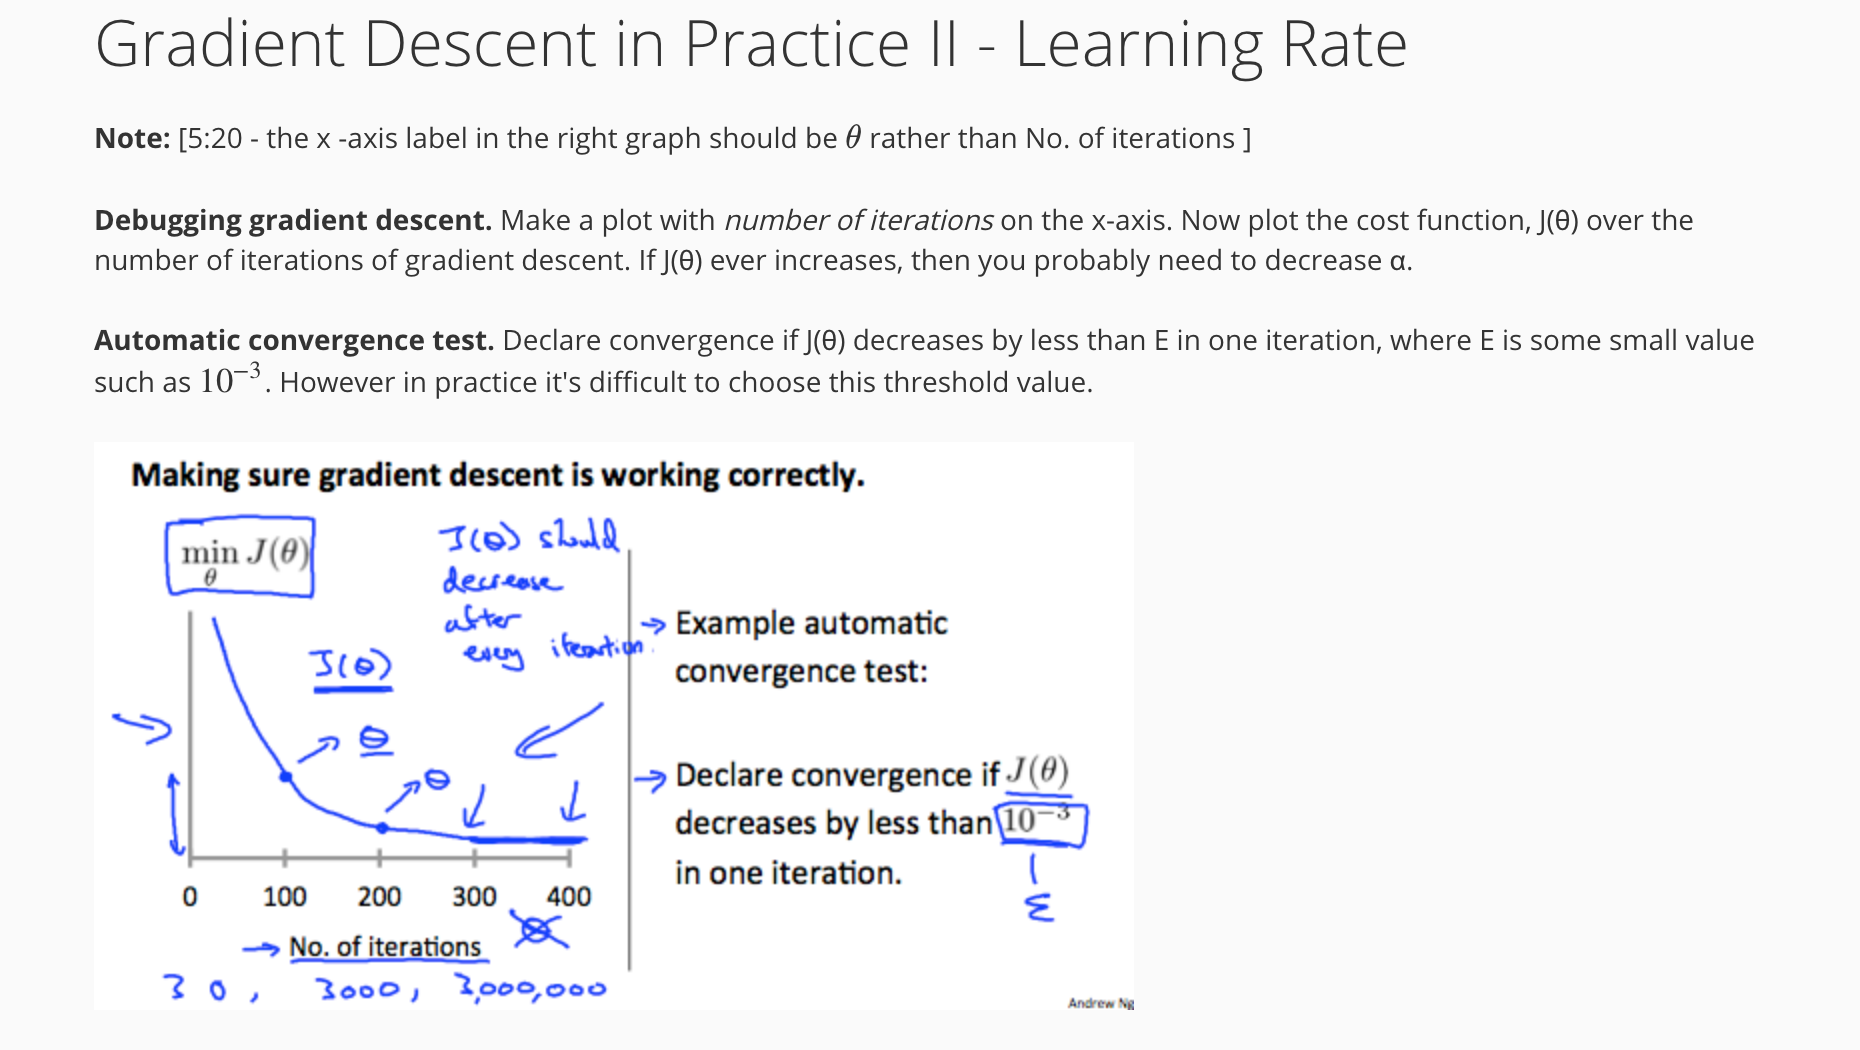 Gradient Descent in Practice II - Learning Rate
Note: [5:20 - the x -axis label in the right graph should be θ rather than No. of iterations ]
Debugging gradient descent. Make a plot with number of iterations on the x-axis. Now plot the cost function, J(θ) over the
number of iterations of gradient descent. If J(θ) ever increases, then you probably need to decrease α.
Automatic convergence test. Declare convergence if J(θ) decreases by less than E in one iteration, where E is some small value
such as 10⁻³. However in practice it's difficult to choose this threshold value.
Making sure gradient descent is working correctly.
min J(θ)
θ
J(θ) should
decrease
after
every iteration.
J(θ)
θ
θ
0 100 200 300 400
→ No. of iterations
θ
30, 3000, 3,000,000
→ Example automatic
convergence test:
→ Declare convergence if J(θ)
decreases by less than 10⁻³
in one iteration.
ε
Andrew Ng